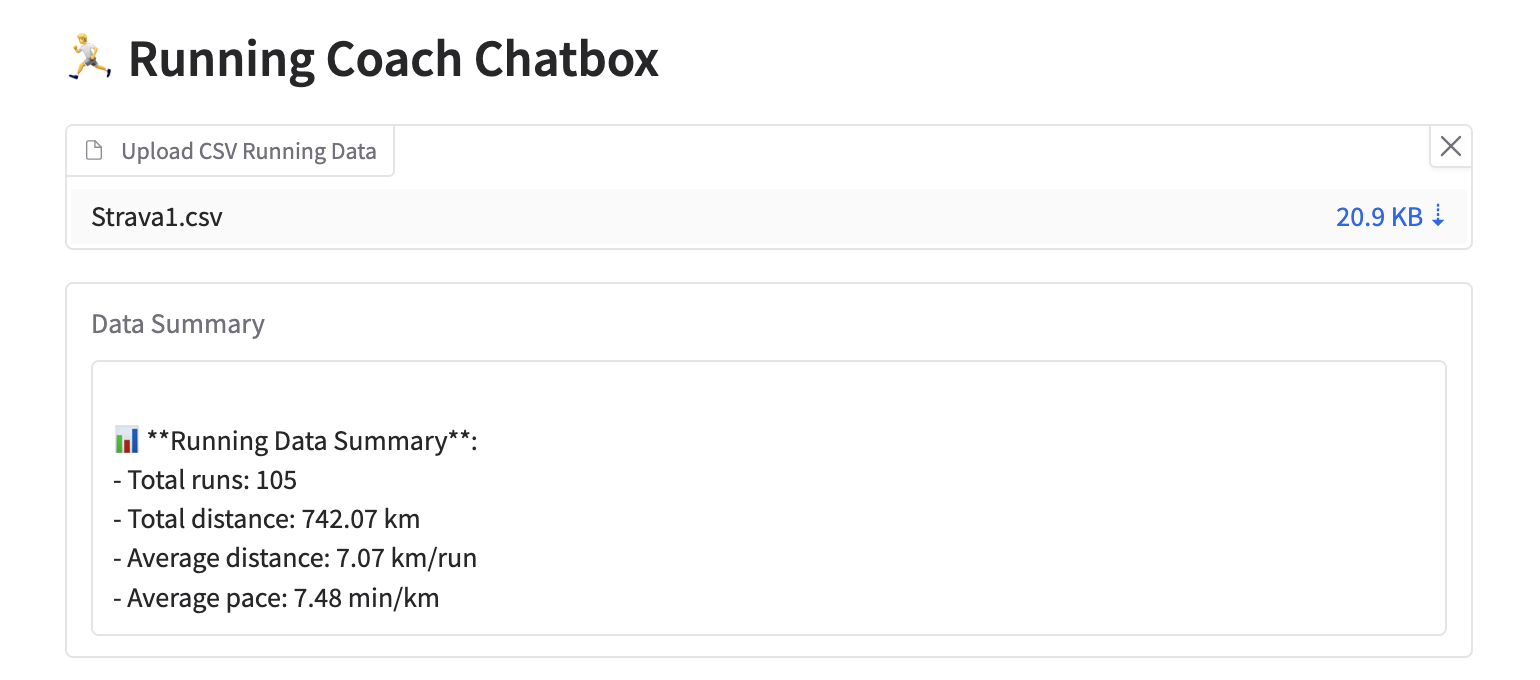 🏃 Running Coach Chatbox
Upload CSV Running Data
Strava1.csv
20.9 KB ⇣
Data Summary
📊 **Running Data Summary**:
- Total runs: 105
- Total distance: 742.07 km
- Average distance: 7.07 km/run
- Average pace: 7.48 min/km